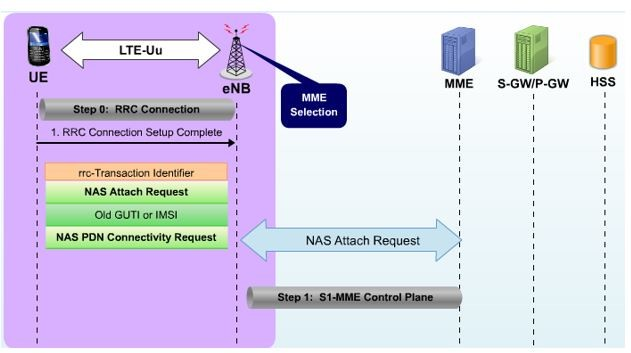 LTE-Uu
UE
eNB
MME
Selection
MME
S-GW/P-GW
HSS
Step 0: RRC Connection
1. RRC Connection Setup Complete
rrc-Transaction Identifier
NAS Attach Request
Old GUTI or IMSI
NAS PDN Connectivity Request
NAS Attach Request
Step 1: S1-MME Control Plane